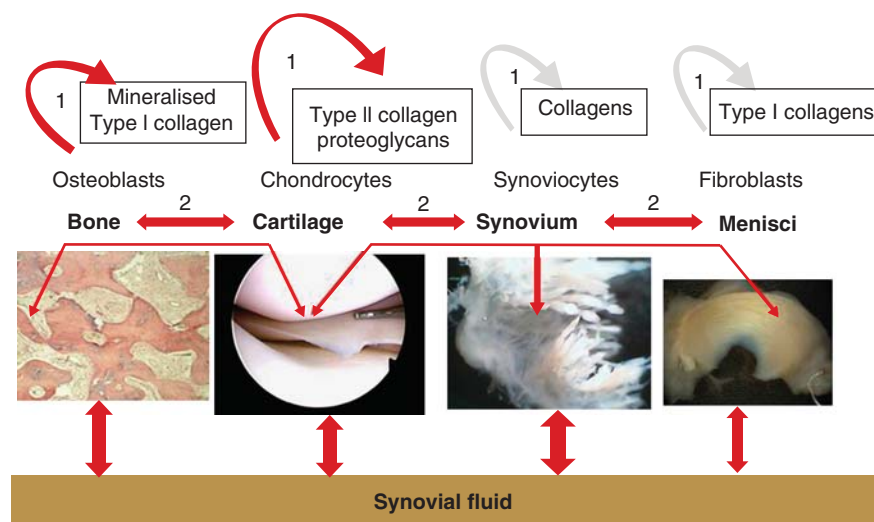 1
1
1
1
Mineralised
Type I collagen
Type II collagen
proteoglycans
Collagens
Type I collagens
Osteoblasts
Chondrocytes
Synoviocytes
Fibroblasts
Bone
2
Cartilage
2
Synovium
2
Menisci
Synovial fluid